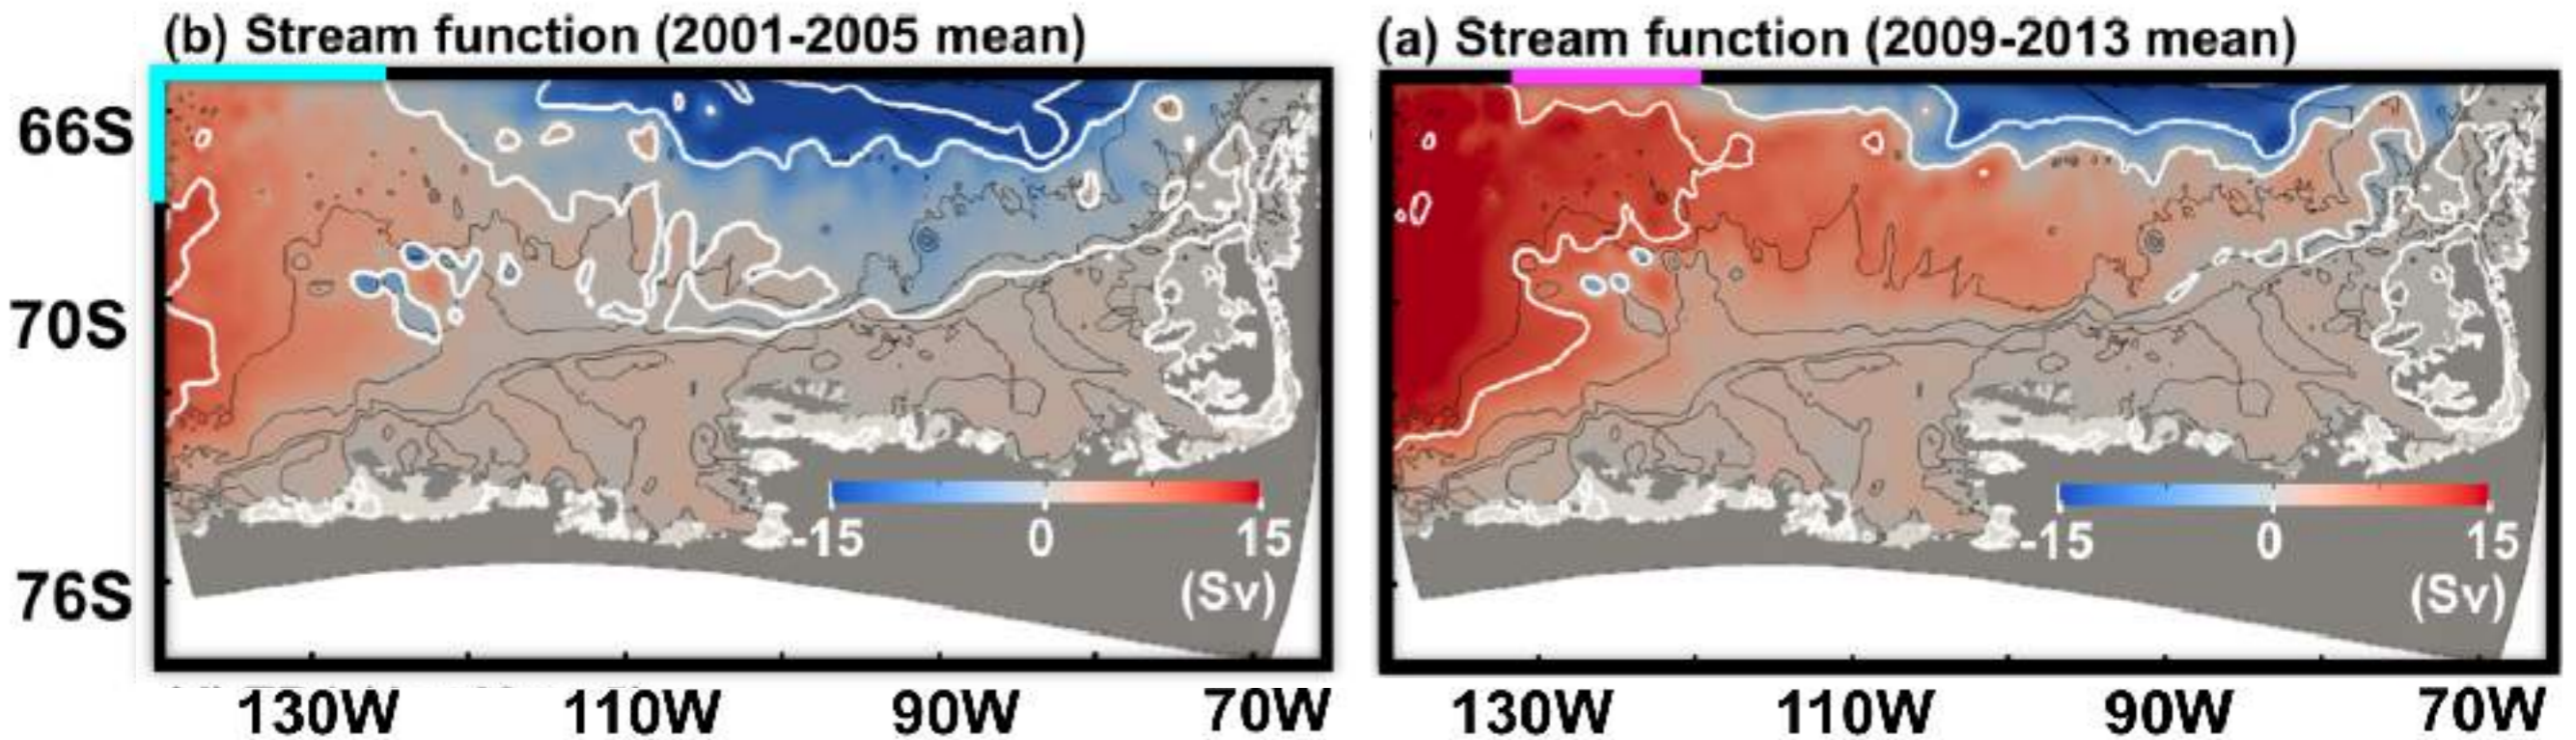 (b) Stream function (2001-2005 mean)
66S
70S
76S
-15 0 15
(Sv)
130W 110W 90W 70W
(a) Stream function (2009-2013 mean)
-15 0 15
(Sv)
130W 110W 90W 70W